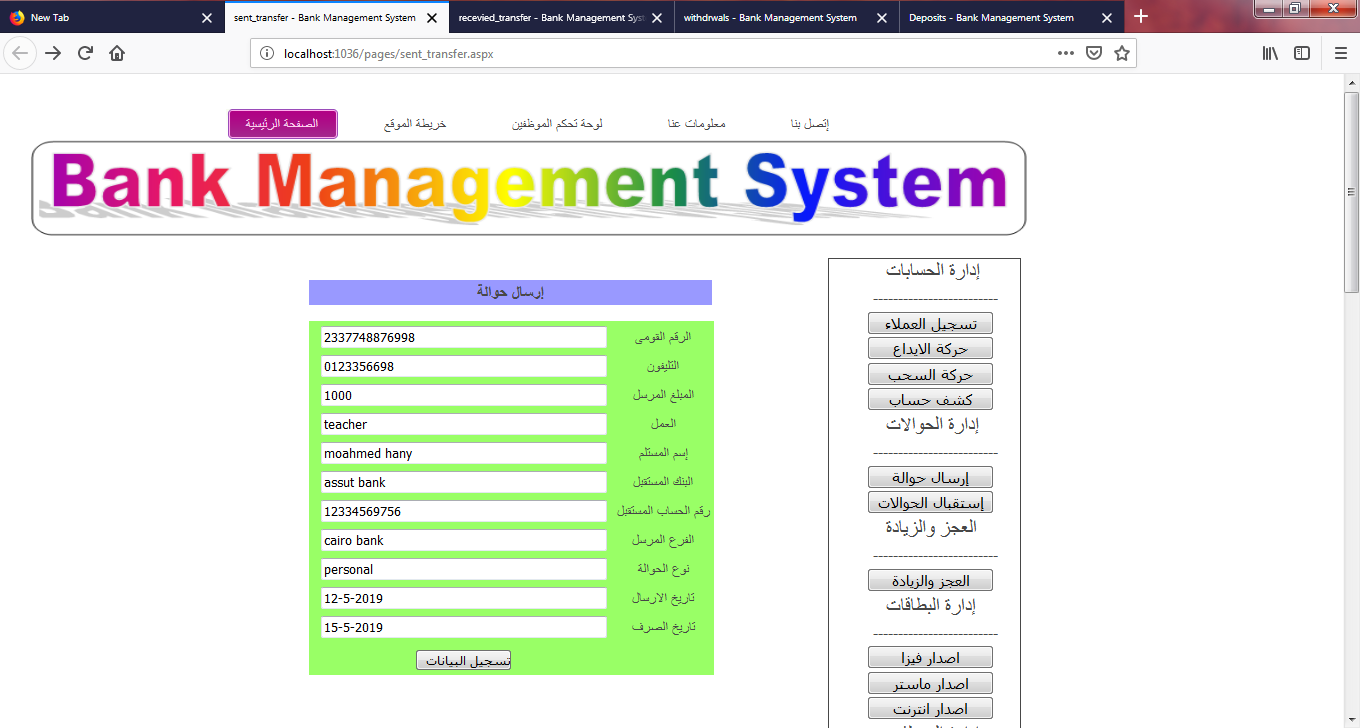 New Tab
sent_transfer - Bank Management System
recevied_transfer - Bank Management Syst
withdrwals - Bank Management System
Deposits - Bank Management System
localhost:1036/pages/sent_transfer.aspx
الصفحة الرئيسية
خريطة الموقع
لوحة تحكم الموظفين
معلومات عنا
إتصل بنا
Bank Management System
إرسال حوالة
الرقم القومى 2337748876998
التليفون 0123356698
المبلغ المرسل 1000
العمل teacher
إسم المستلم moahmed hany
البنك المستقبل assut bank
رقم الحساب المستقبل 12334569756
الفرع المرسل cairo bank
نوع الحوالة personal
تاريخ الارسال 12-5-2019
تاريخ الصرف 15-5-2019
تسجيل البيانات
إدارة الحسابات
-------------------------
تسجيل العملاء
حركة الايداع
حركة السحب
كشف حساب
إدارة الحوالات
-------------------------
إرسال حوالة
إستقبال الحوالات
العجز والزيادة
-------------------------
العجز والزيادة
إدارة البطاقات
-------------------------
اصدار فيزا
اصدار ماستر
اصدار انترنت